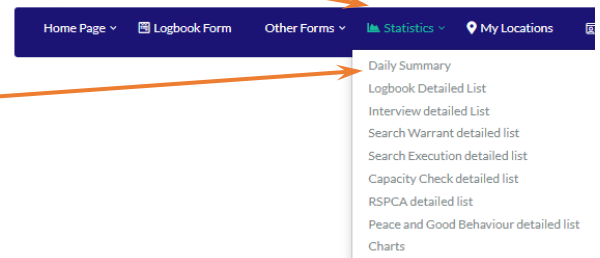 Home Page Logbook Form Other Forms Statistics My Locations
Daily Summary
Logbook Detailed List
Interview detailed List
Search Warrant detailed list
Search Execution detailed list
Capacity Check detailed list
RSPCA detailed list
Peace and Good Behaviour detailed list
Charts